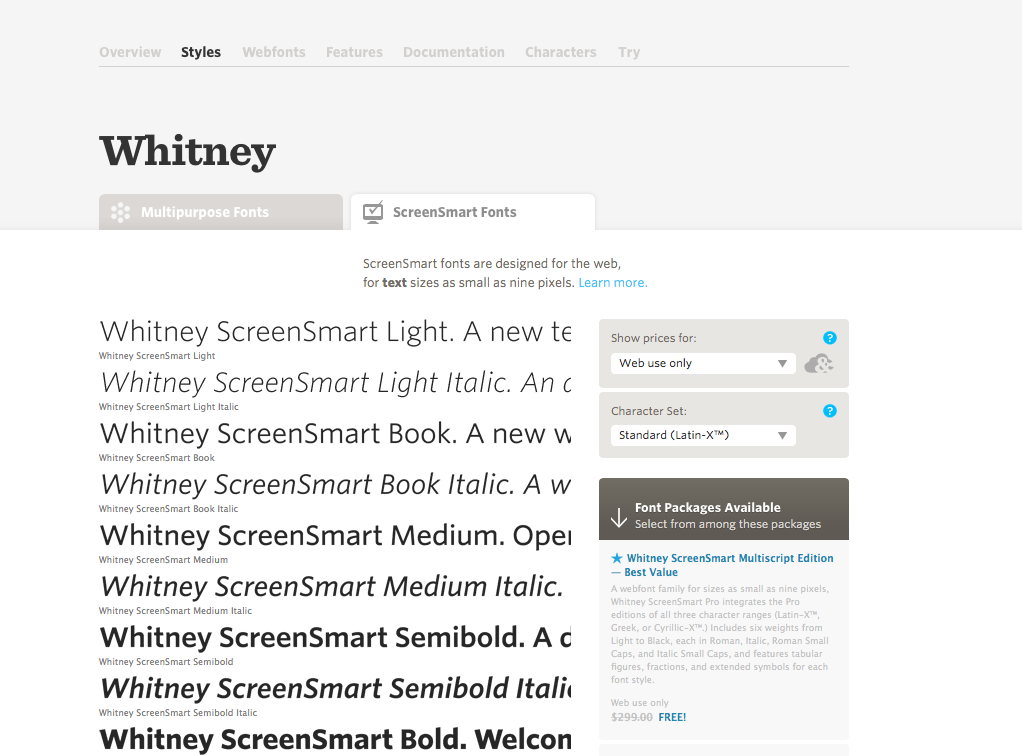 Overview Styles Webfonts Features Documentation Characters Try
Whitney
Multipurpose Fonts
ScreenSmart Fonts
ScreenSmart fonts are designed for the web,
for text sizes as small as nine pixels. Learn more.
Whitney ScreenSmart Light. A new te
Whitney ScreenSmart Light
Whitney ScreenSmart Light Italic. An
Whitney ScreenSmart Light Italic
Whitney ScreenSmart Book. A new w
Whitney ScreenSmart Book
Whitney ScreenSmart Book Italic. A w
Whitney ScreenSmart Book Italic
Whitney ScreenSmart Medium. Oper
Whitney ScreenSmart Medium
Whitney ScreenSmart Medium Italic.
Whitney ScreenSmart Medium Italic
Whitney ScreenSmart Semibold. A d
Whitney ScreenSmart Semibold
Whitney ScreenSmart Semibold Itali
Whitney ScreenSmart Semibold Italic
Whitney ScreenSmart Bold. Welcon
Show prices for:
?
Web use only
&
Character Set:
?
Standard (Latin-X™)
Font Packages Available
Select from among these packages
★ Whitney ScreenSmart Multiscript Edition
— Best Value
A webfont family for sizes as small as nine pixels,
Whitney ScreenSmart Pro integrates the Pro
editions of all three character ranges (Latin-X™,
Greek, or Cyrillic-X™.) Includes six weights from
Light to Black, each in Roman, Italic, Roman Small
Caps, and Italic Small Caps, and features tabular
figures, fractions, and extended symbols for each
font style.
Web use only
$299.00 FREE!